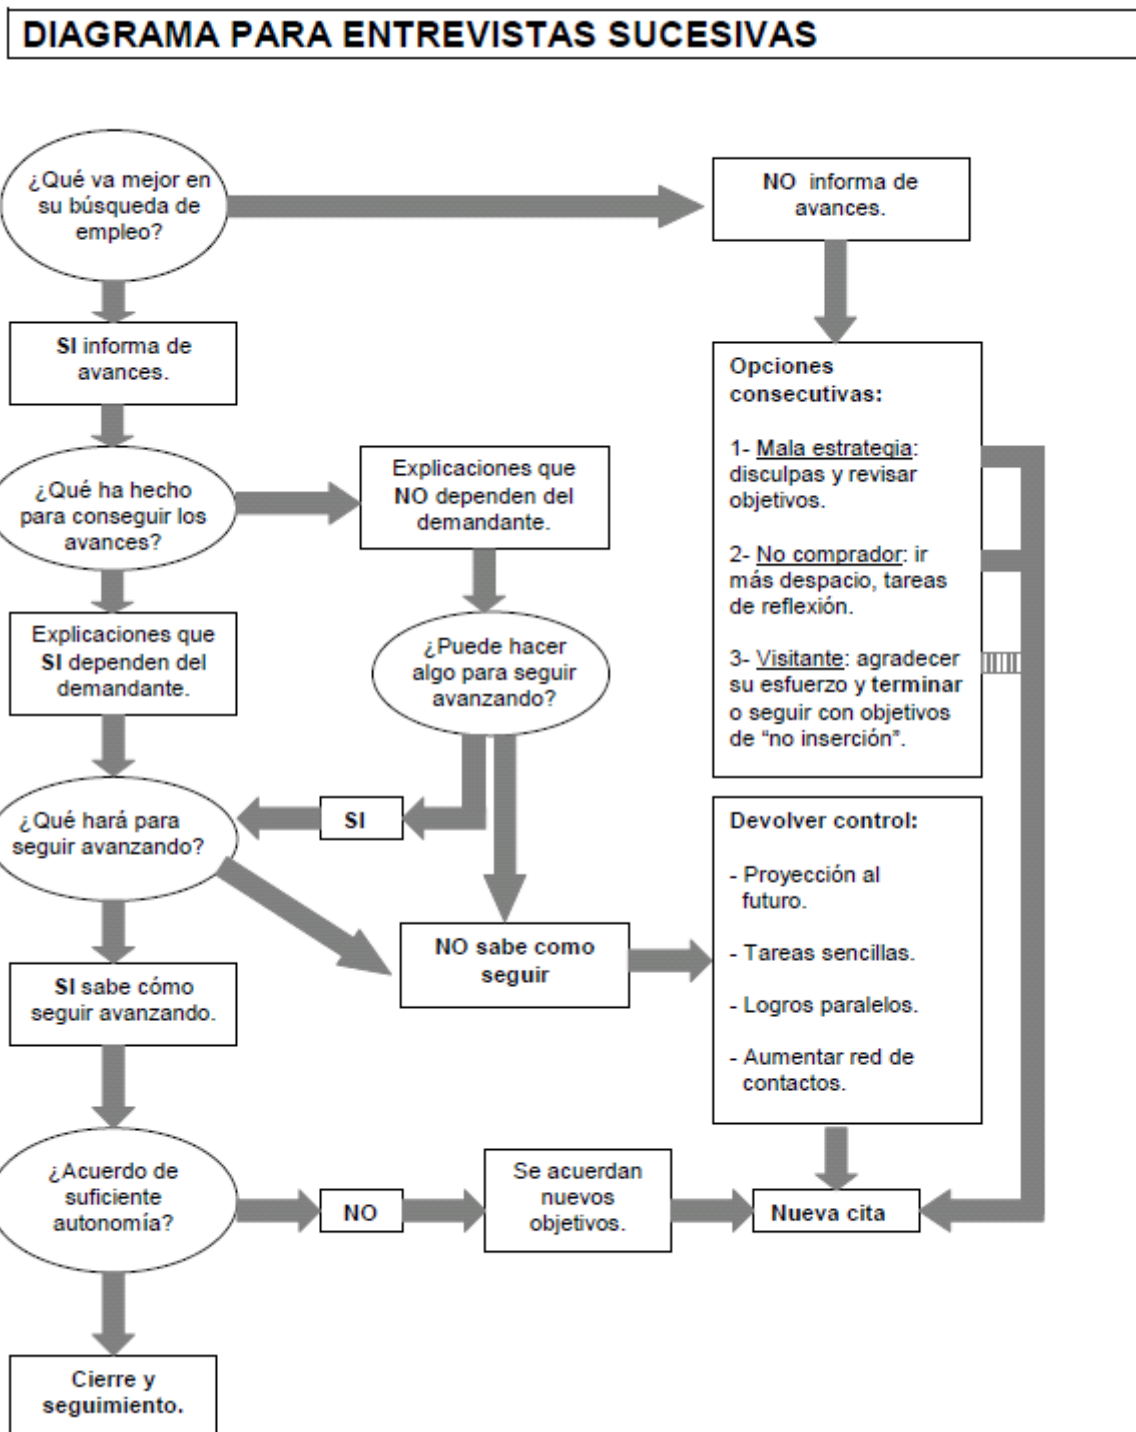 DIAGRAMA PARA ENTREVISTAS SUCESIVAS
¿Qué va mejor en
su búsqueda de
empleo?
NO informa de
avances.
SI informa de
avances.
Opciones
consecutivas:
1- Mala estrategia:
disculpas y revisar
objetivos.
2- No comprador: ir
más despacio, tareas
de reflexión.
3- Visitante: agradecer
su esfuerzo y terminar
o seguir con objetivos
de “no inserción”.
¿Qué ha hecho
para conseguir los
avances?
Explicaciones que
NO dependen del
demandante.
Explicaciones que
SI dependen del
demandante.
¿Puede hacer
algo para seguir
avanzando?
¿Qué hará para
seguir avanzando?
SI
NO sabe como
seguir
Devolver control:
- Proyección al
futuro.
- Tareas sencillas.
- Logros paralelos.
- Aumentar red de
contactos.
SI sabe cómo
seguir avanzando.
¿Acuerdo de
suficiente
autonomía?
NO
Se acuerdan
nuevos
objetivos.
Nueva cita
Cierre y
seguimiento.